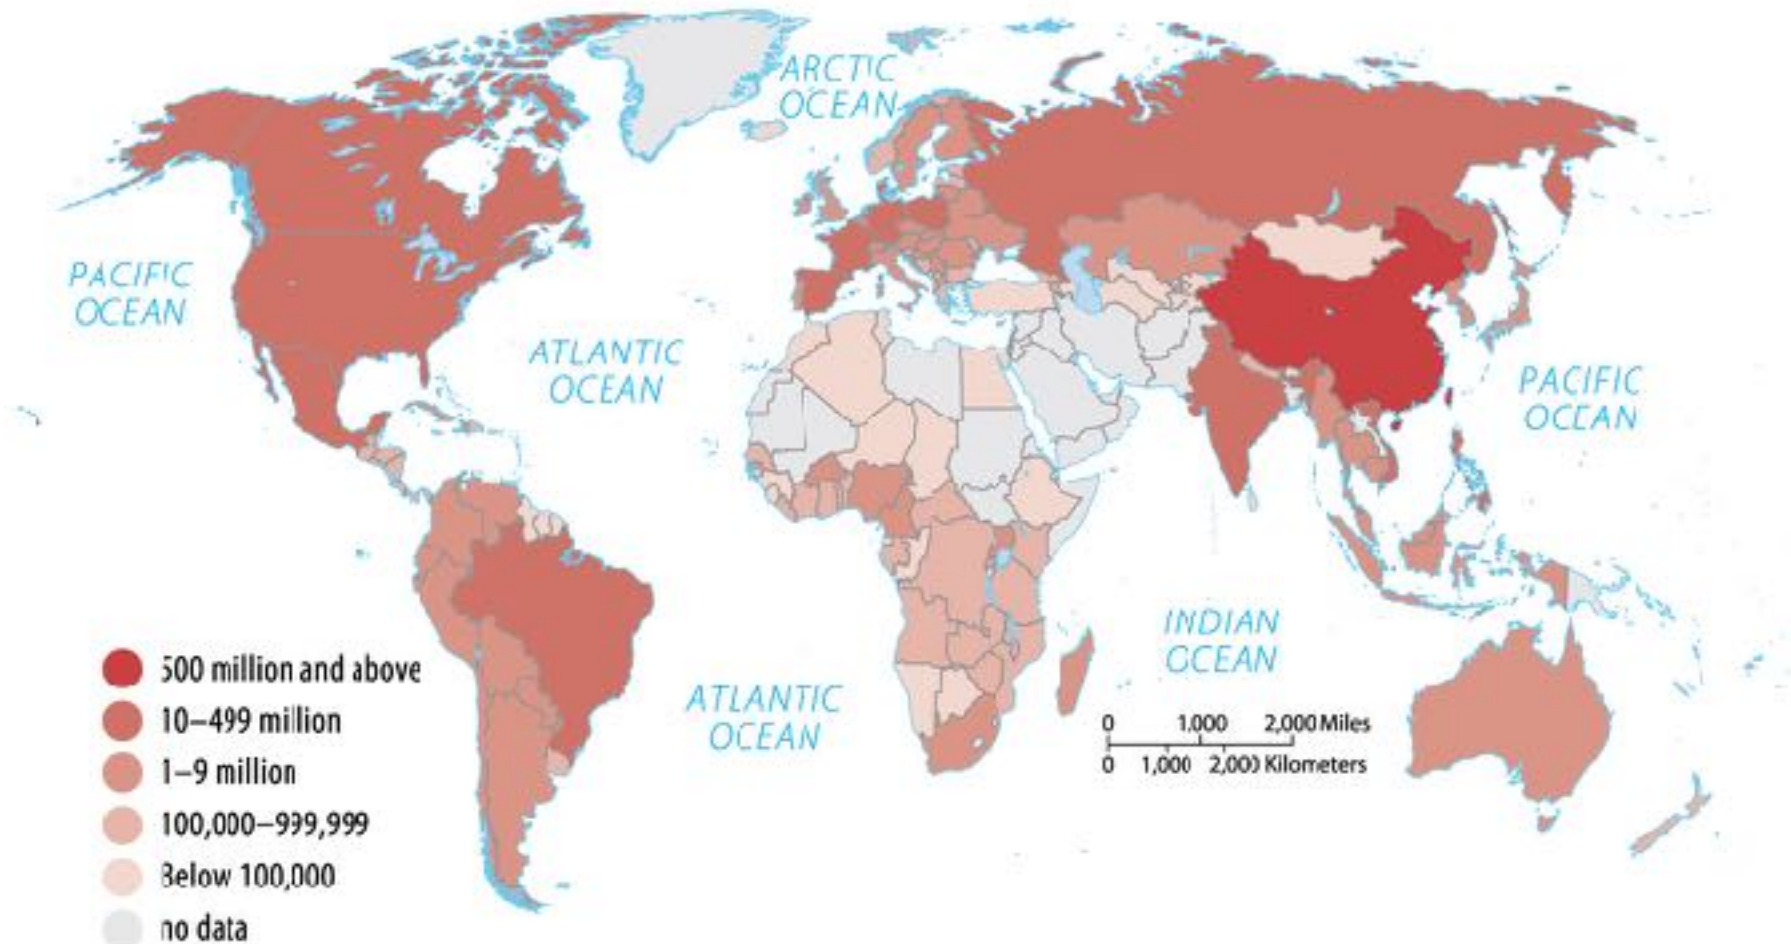 ARCTIC
OCEAN
PACIFIC
OCEAN
ATLANTIC
OCEAN
PACIFIC
OCEAN
INDIAN
OCEAN
ATLANTIC
OCEAN
500 million and above
10–499 million
1–9 million
100,000–999,999
Below 100,000
no data
0 1,000 2,000 Miles
0 1,000 2,000 Kilometers